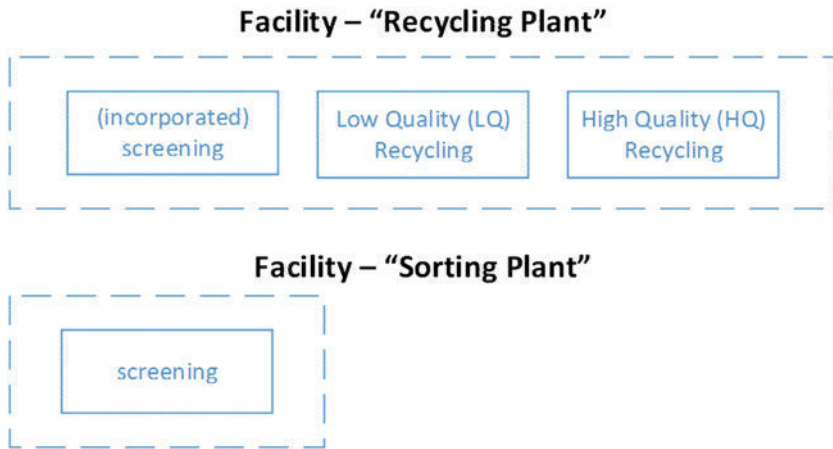 Facility – “Recycling Plant”
(incorporated)
screening
Low Quality (LQ)
Recycling
High Quality (HQ)
Recycling
Facility – “Sorting Plant”
screening